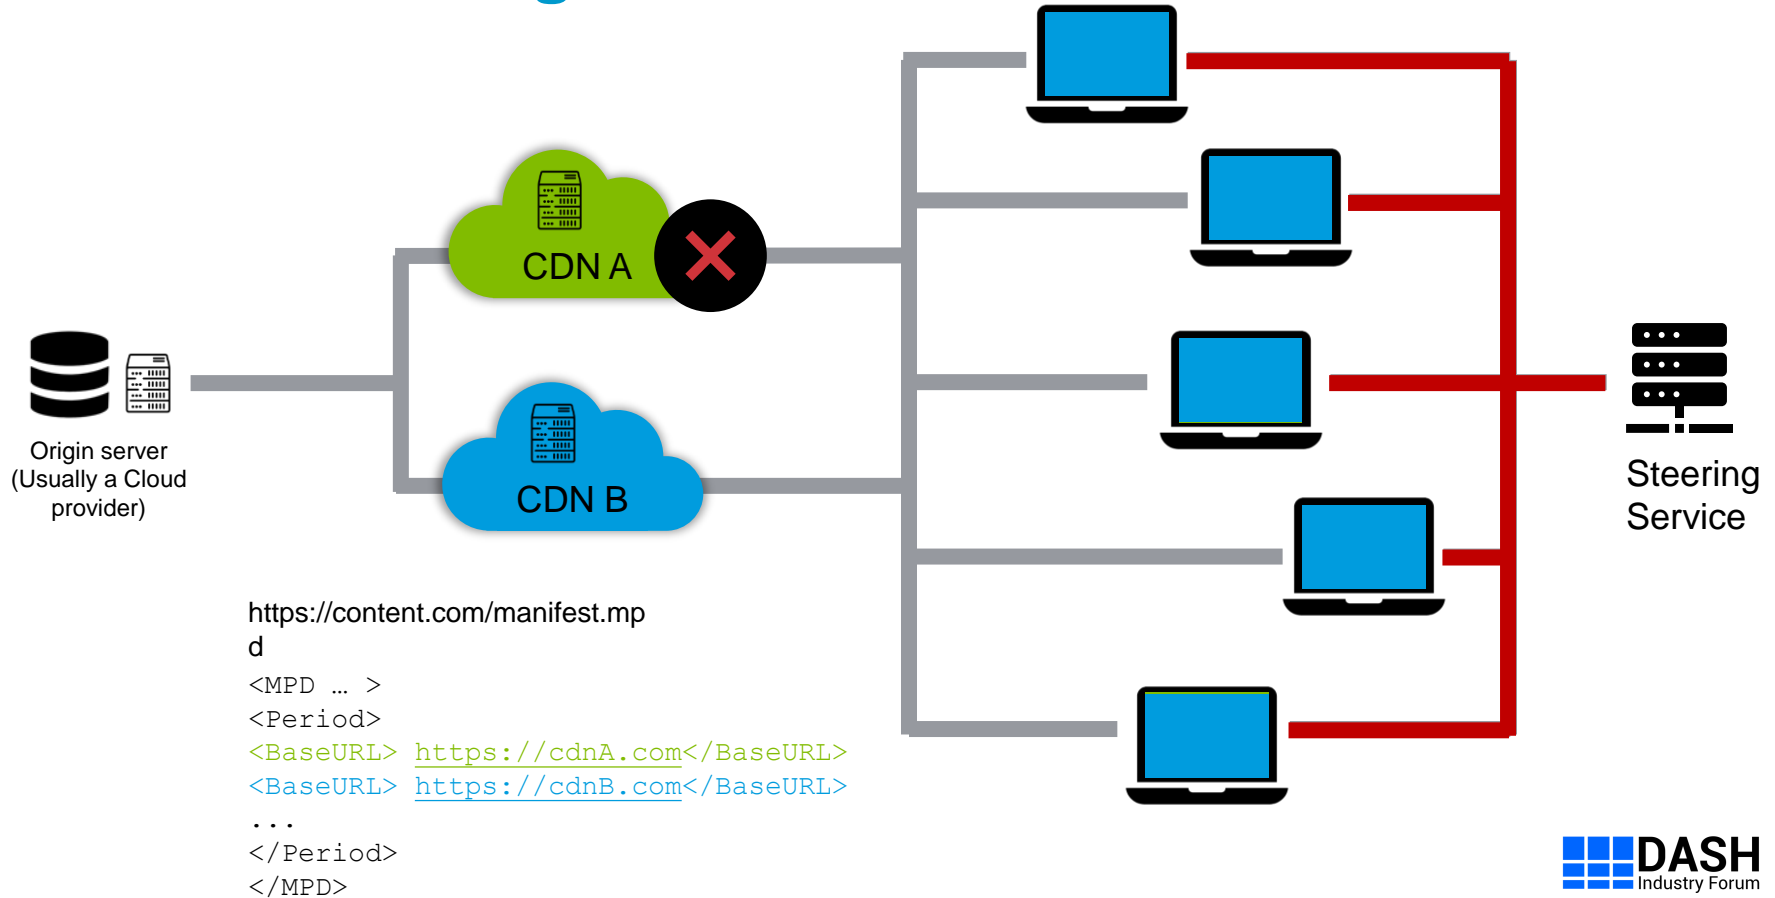 CDN A
CDN B
Origin server
(Usually a Cloud
provider)
Steering
Service
https://content.com/manifest.mp
d
<MPD … >
<Period>
<BaseURL> https://cdnA.com</BaseURL>
<BaseURL> https://cdnB.com</BaseURL>
...
</Period>
</MPD>
DASH
Industry Forum